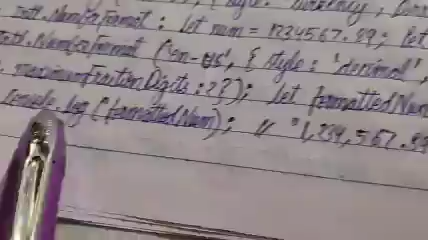 style: 'currency', 
Intl.NumberFormat: let num = 1234567.89; let
Intl.NumberFormat ('en-US', { style: 'decimal',
maximumFractionDigits: 2 }); let formattedNum
console.log (formattedNum); // "1,234,567.89